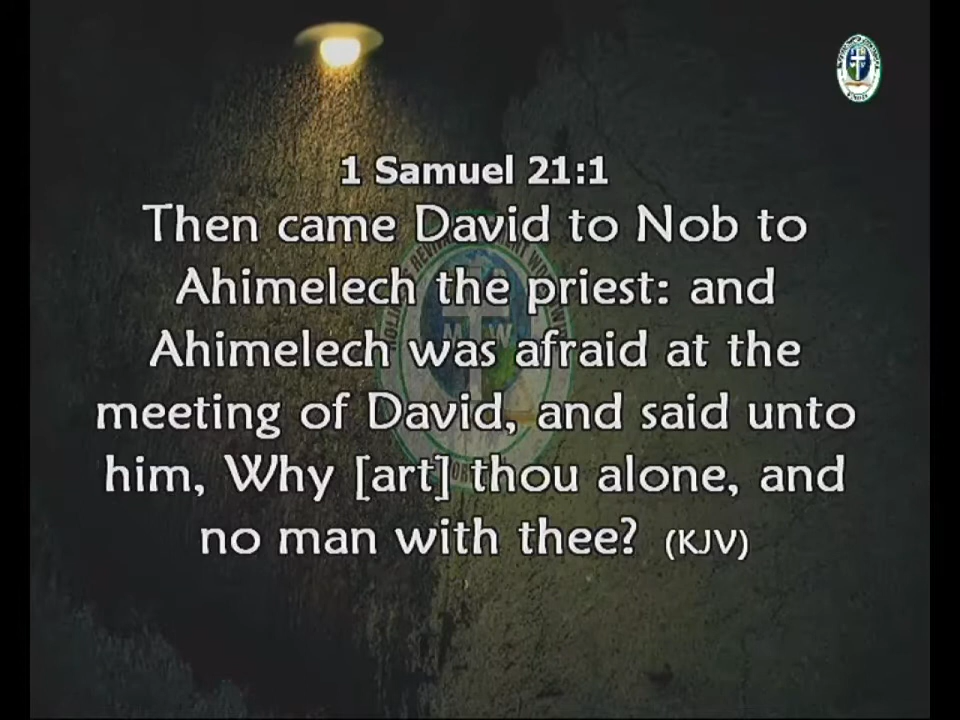 1 Samuel 21:1
Then came David to Nob to
Ahimelech the priest: and
Ahimelech was afraid at the
meeting of David, and said unto
him, Why [art] thou alone, and
no man with thee? (KJV)